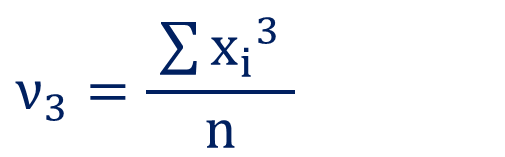 ν₃ = ∑ xᵢ³ / n